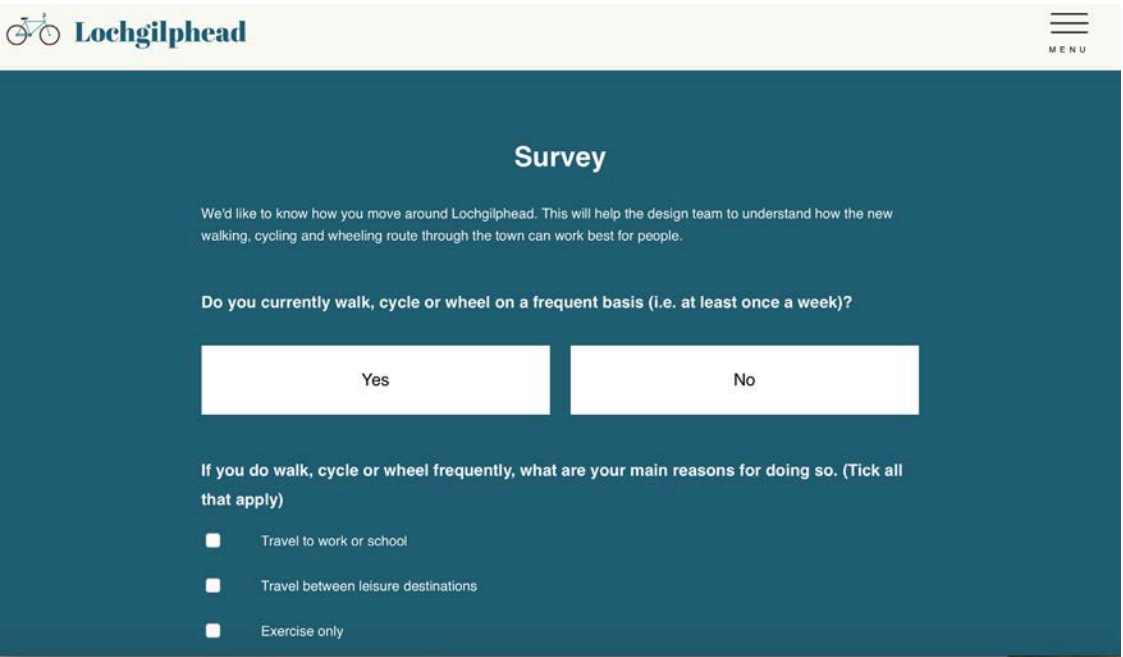 Lochgilphead
MENU
Survey
We'd like to know how you move around Lochgilphead. This will help the design team to understand how the new
walking, cycling and wheeling route through the town can work best for people.
Do you currently walk, cycle or wheel on a frequent basis (i.e. at least once a week)?
Yes
No
If you do walk, cycle or wheel frequently, what are your main reasons for doing so. (Tick all
that apply)
Travel to work or school
Travel between leisure destinations
Exercise only